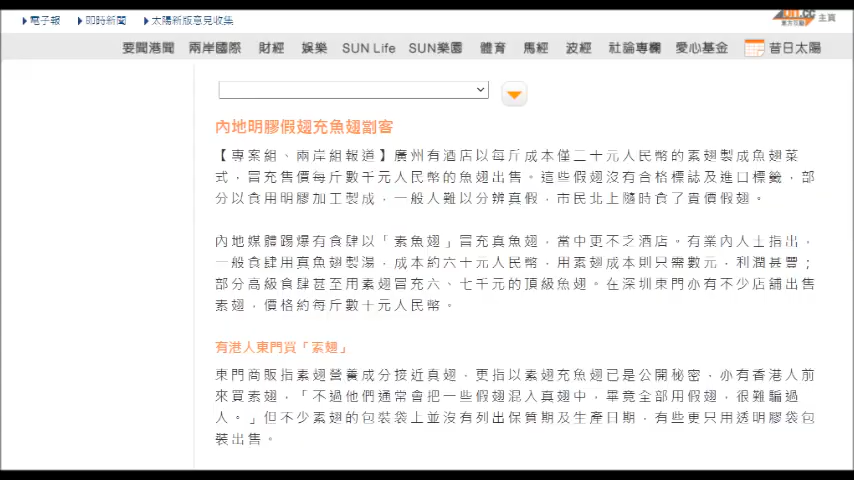 電子報 即時新聞 太陽新版意見收集
on.cc 東方互動 主頁
要聞港聞 兩岸國際 財經 娛樂 SUN Life SUN樂園 體育 馬經 波經 社論專欄 愛心基金 昔日太陽
內地明膠假翅充魚翅劏客
【專案組、兩岸組報道】廣州有酒店以每斤成本僅二十元人民幣的素翅製成魚翅菜
式，冒充售價每斤數千元人民幣的魚翅出售。這些假翅沒有合格標誌及進口標籤，部
分以食用明膠加工製成，一般人難以分辨真假，市民北上隨時食了貴價假翅。
內地媒體踢爆有食肆以「素魚翅」冒充真魚翅，當中更不乏酒店。有業內人士指出，
一般食肆用真魚翅製湯，成本約六十元人民幣，用素翅成本則只需數元，利潤甚豐；
部分高級食肆甚至用素翅冒充六、七千元的頂級魚翅。在深圳東門亦有不少店舖出售
素翅，價格約每斤數十元人民幣。
有港人東門買「素翅」
東門商販指素翅營養成分接近真翅，更指以素翅充魚翅已是公開秘密，亦有香港人前
來買素翅，「不過他們通常會把一些假翅混入真翅中，畢竟全部用假翅，很難騙過
人。」但不少素翅的包裝袋上並沒有列出保質期及生產日期，有些更只用透明膠袋包
裝出售。